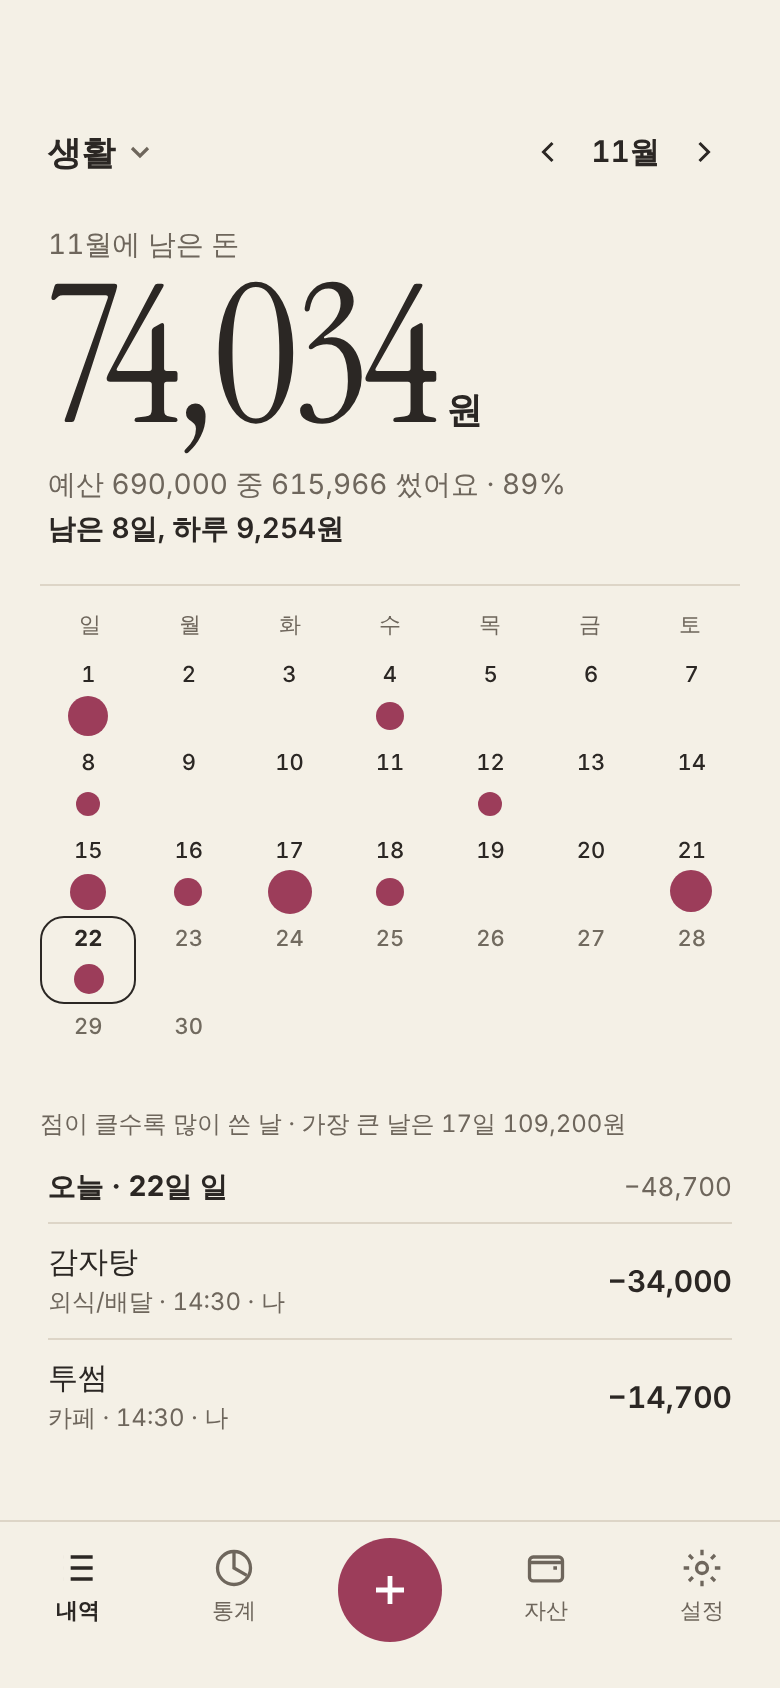 생활
11월
11월에 남은 돈
74,034원
예산 690,000 중 615,966 썼어요 · 89%
남은 8일, 하루 9,254원
일 월 화 수 목 금 토
1 2 3 4 5 6 7
8 9 10 11 12 13 14
15 16 17 18 19 20 21
22 23 24 25 26 27 28
29 30
점이 클수록 많이 쓴 날 · 가장 큰 날은 17일 109,200원
오늘 · 22일 일 −48,700
감자탕
외식/배달 · 14:30 · 나
−34,000
투썸
카페 · 14:30 · 나
−14,700
내역 통계 자산 설정